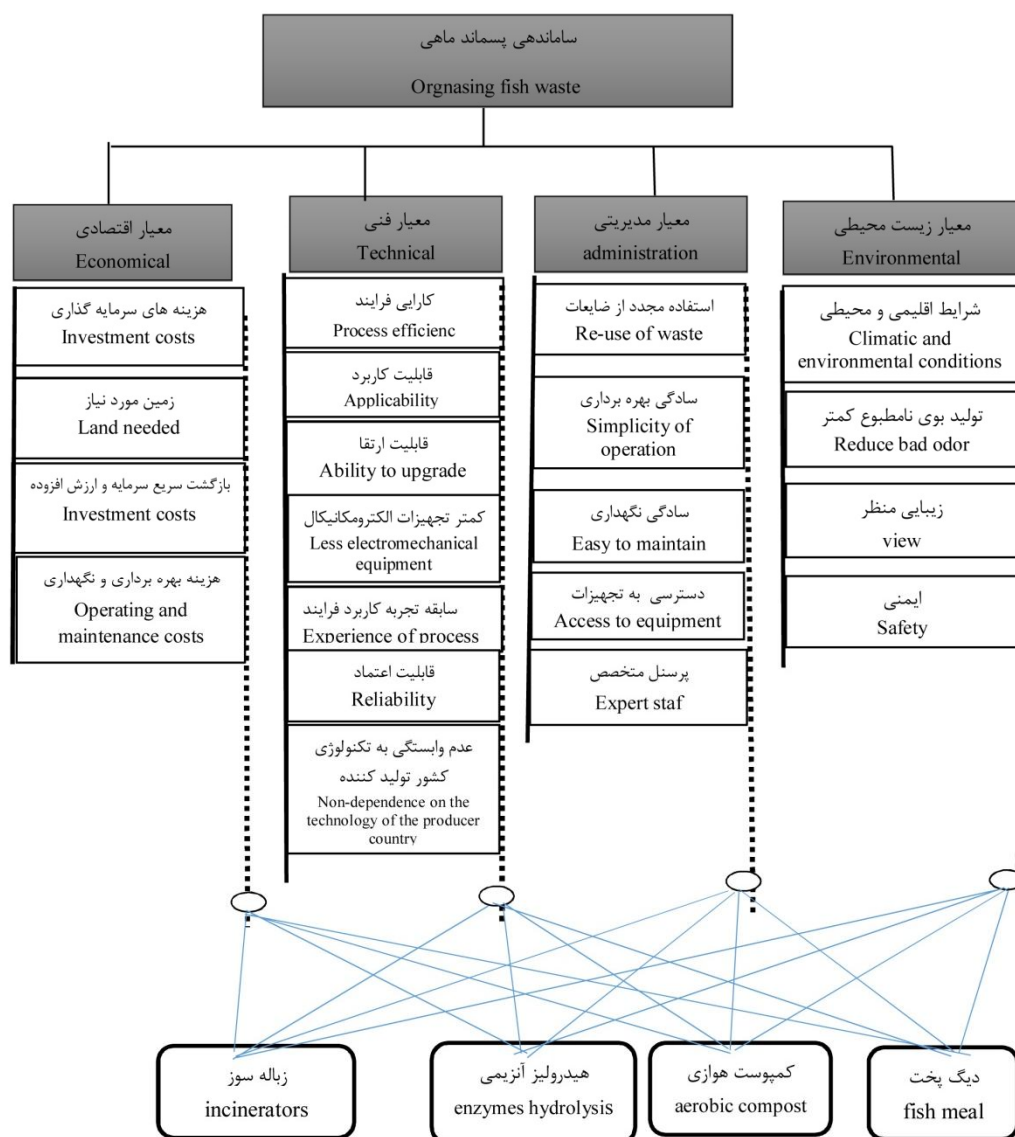 ساماندهی پسماند ماهی
Orgnasing fish waste
معیار اقتصادی
Economical
هزینه های سرمایه گذاری
Investment costs
زمین مورد نیاز
Land needed
بازگشت سریع سرمایه و ارزش افزوده
Investment costs
هزینه بهره برداری و نگهداری
Operating and
maintenance costs
معیار فنی
Technical
کارایی فرایند
Process efficienc
قابلیت کاربرد
Applicability
قابلیت ارتقا
Ability to upgrade
کمتر تجهیزات الکترومکانیکال
Less electromechanical
equipment
سابقه تجربه کاربرد فرایند
Experience of process
قابلیت اعتماد
Reliability
عدم وابستگی به تکنولوژی
کشور تولید کننده
Non-dependence on the
technology of the producer
country
معیار مدیریتی
administration
استفاده مجدد از ضایعات
Re-use of waste
سادگی بهره برداری
Simplicity of
operation
سادگی نگهداری
Easy to maintain
دسترسی به تجهیزات
Access to equipment
پرسنل متخصص
Expert staf
معیار زیست محیطی
Environmental
شرایط اقلیمی و محیطی
Climatic and
environmental conditions
تولید بوی نامطبوع کمتر
Reduce bad odor
زیبایی منظر
view
ایمنی
Safety
زباله سوز
incinerators
هیدرولیز آنزیمی
enzymes hydrolysis
کمپوست هوازی
aerobic compost
دیگ پخت
fish meal